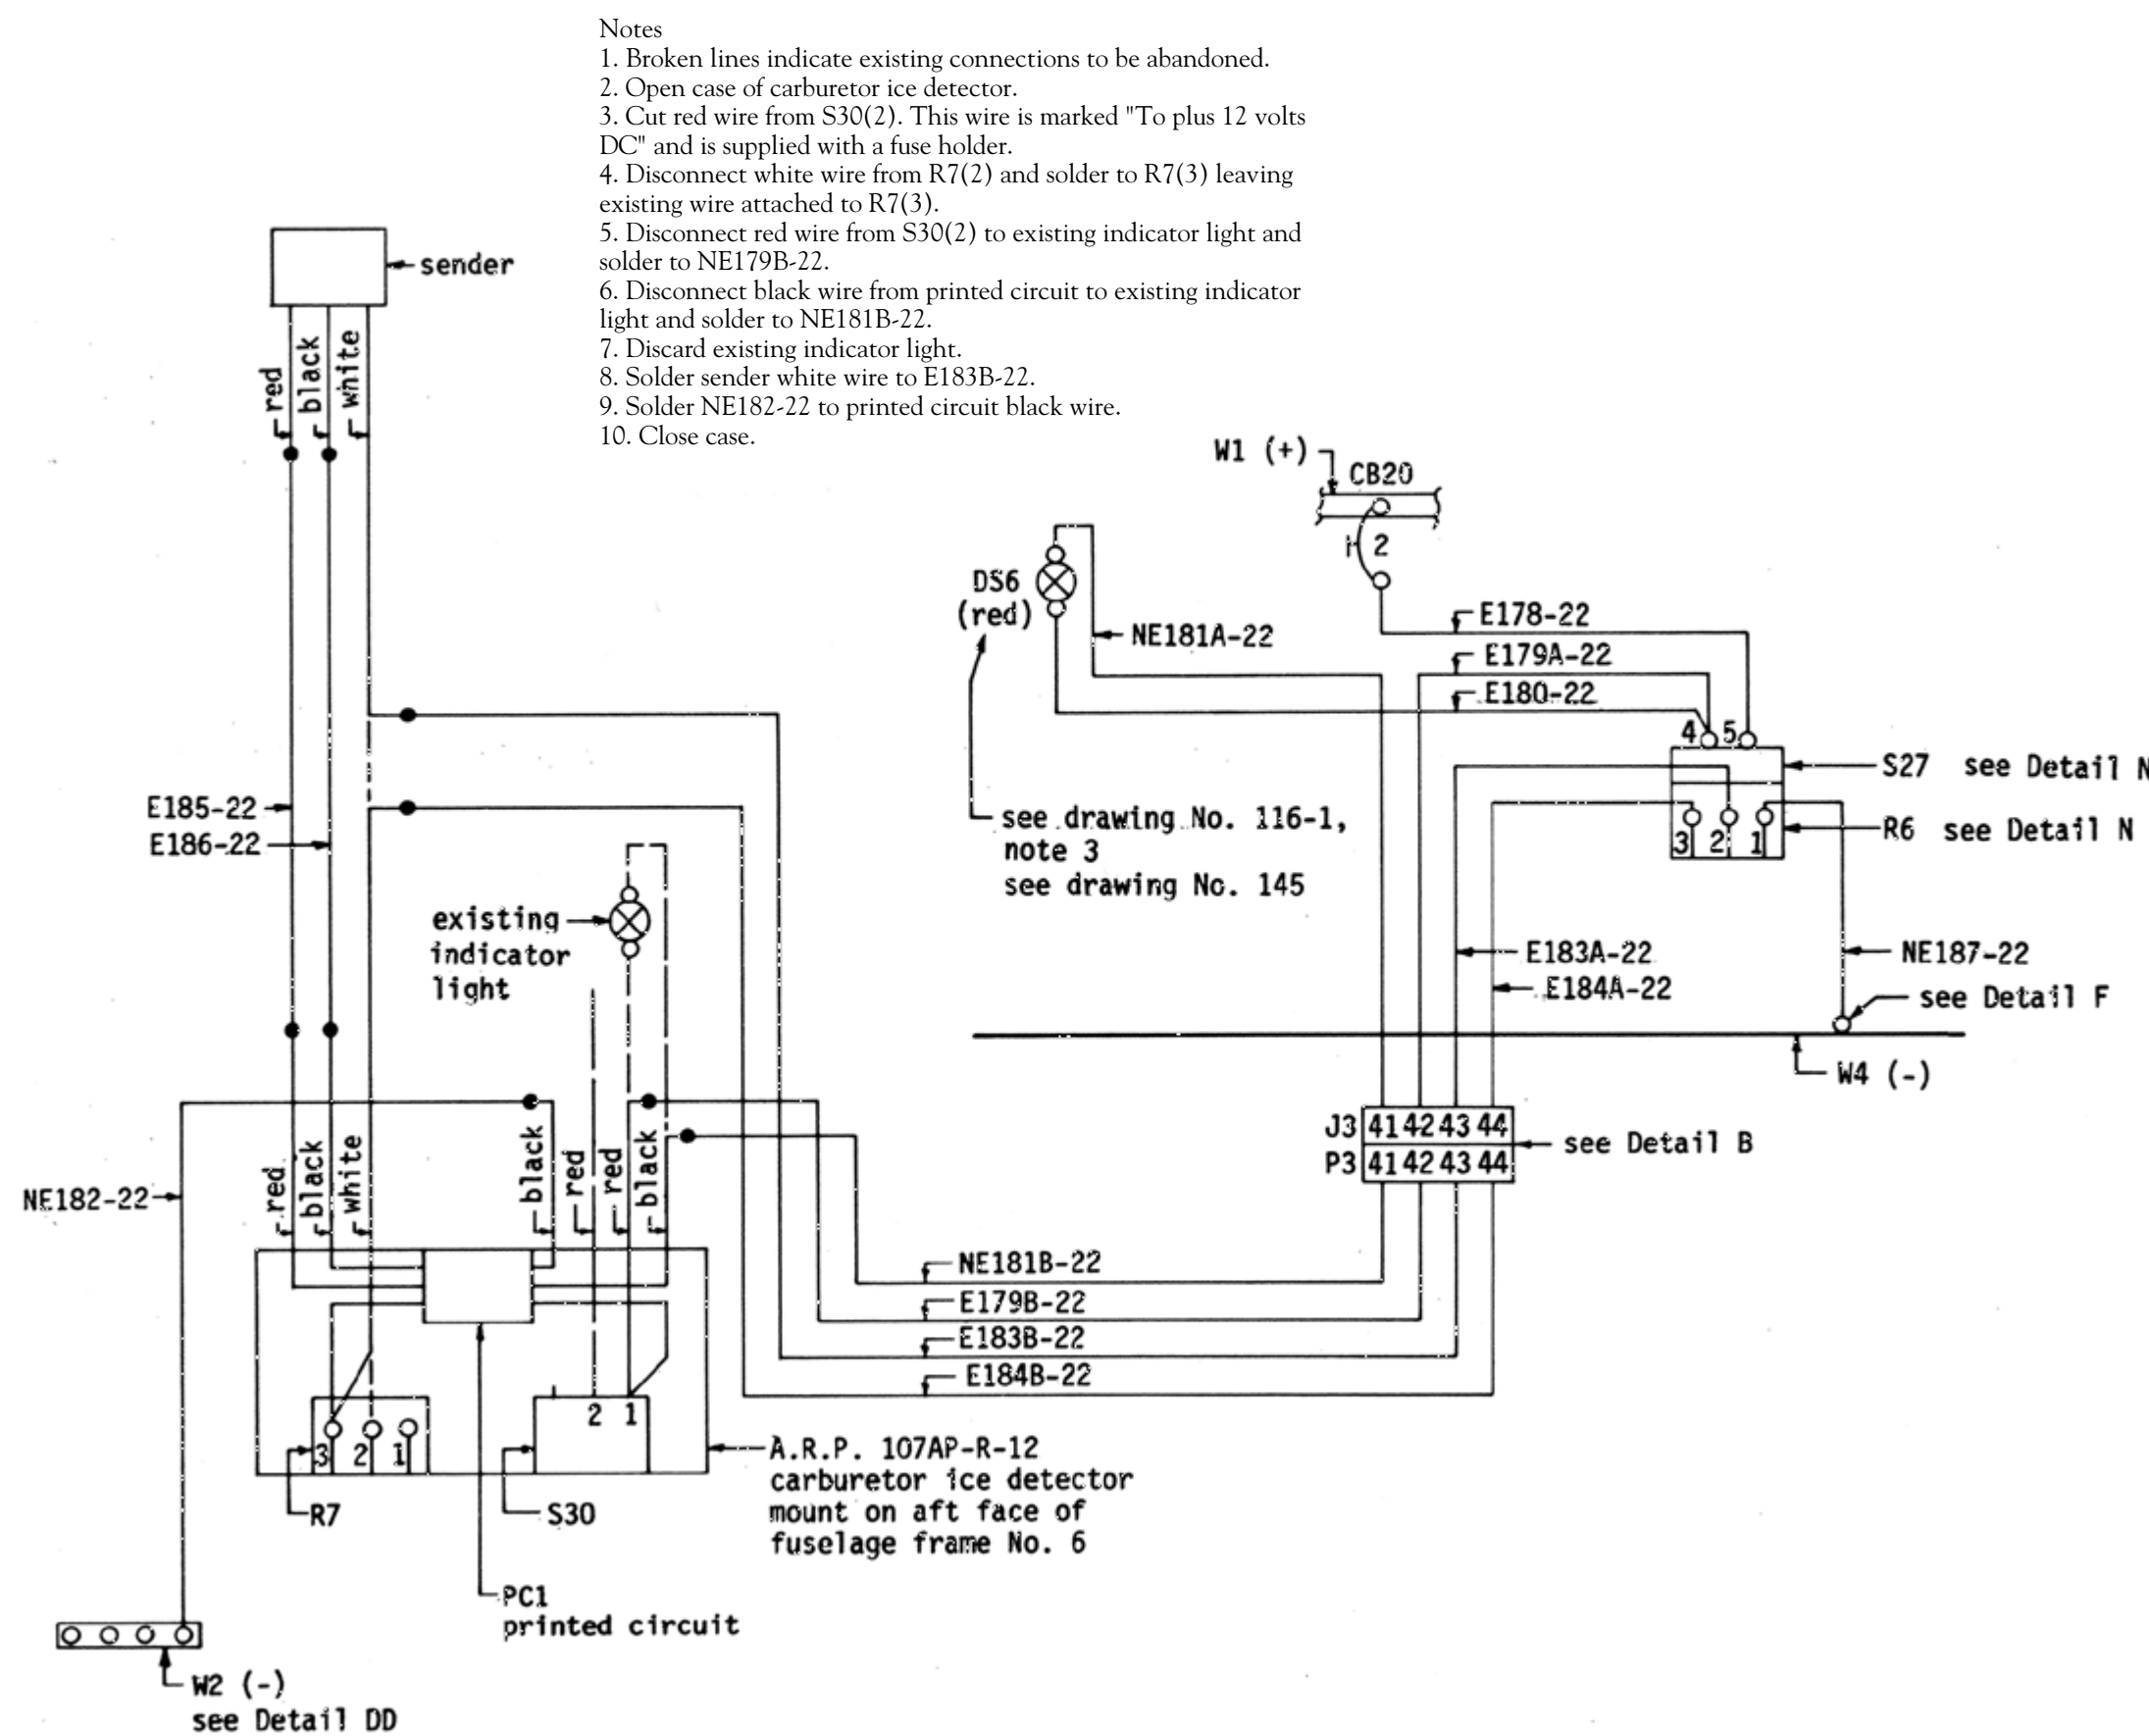 Notes
1. Broken lines indicate existing connections to be abandoned.
2. Open case of carburetor ice detector.
3. Cut red wire from S30(2). This wire is marked "To plus 12 volts
DC" and is supplied with a fuse holder.
4. Disconnect white wire from R7(2) and solder to R7(3) leaving
existing wire attached to R7(3).
5. Disconnect red wire from S30(2) to existing indicator light and
solder to NE179B-22.
6. Disconnect black wire from printed circuit to existing indicator
light and solder to NE181B-22.
7. Discard existing indicator light.
8. Solder sender white wire to E183B-22.
9. Solder NE182-22 to printed circuit black wire.
10. Close case.
sender
red
black
white
W1 (+)
CB20
2
DS6
(red)
NE181A-22
E178-22
E179A-22
E180-22
4 5
S27 see Detail N
3 2 1
R6 see Detail N
see drawing No. 116-1,
note 3
see drawing No. 145
E185-22
E186-22
existing
indicator
light
E183A-22
E184A-22
NE187-22
see Detail F
W4 (-)
J3 41 42 43 44
P3 41 42 43 44
see Detail B
NE182-22
red
black
white
black
red
red
black
NE181B-22
E179B-22
E183B-22
E184B-22
3 2 1
2 1
R7
S30
A.R.P. 107AP-R-12
carburetor ice detector
mount on aft face of
fuselage frame No. 6
PC1
printed circuit
W2 (-)
see Detail DD